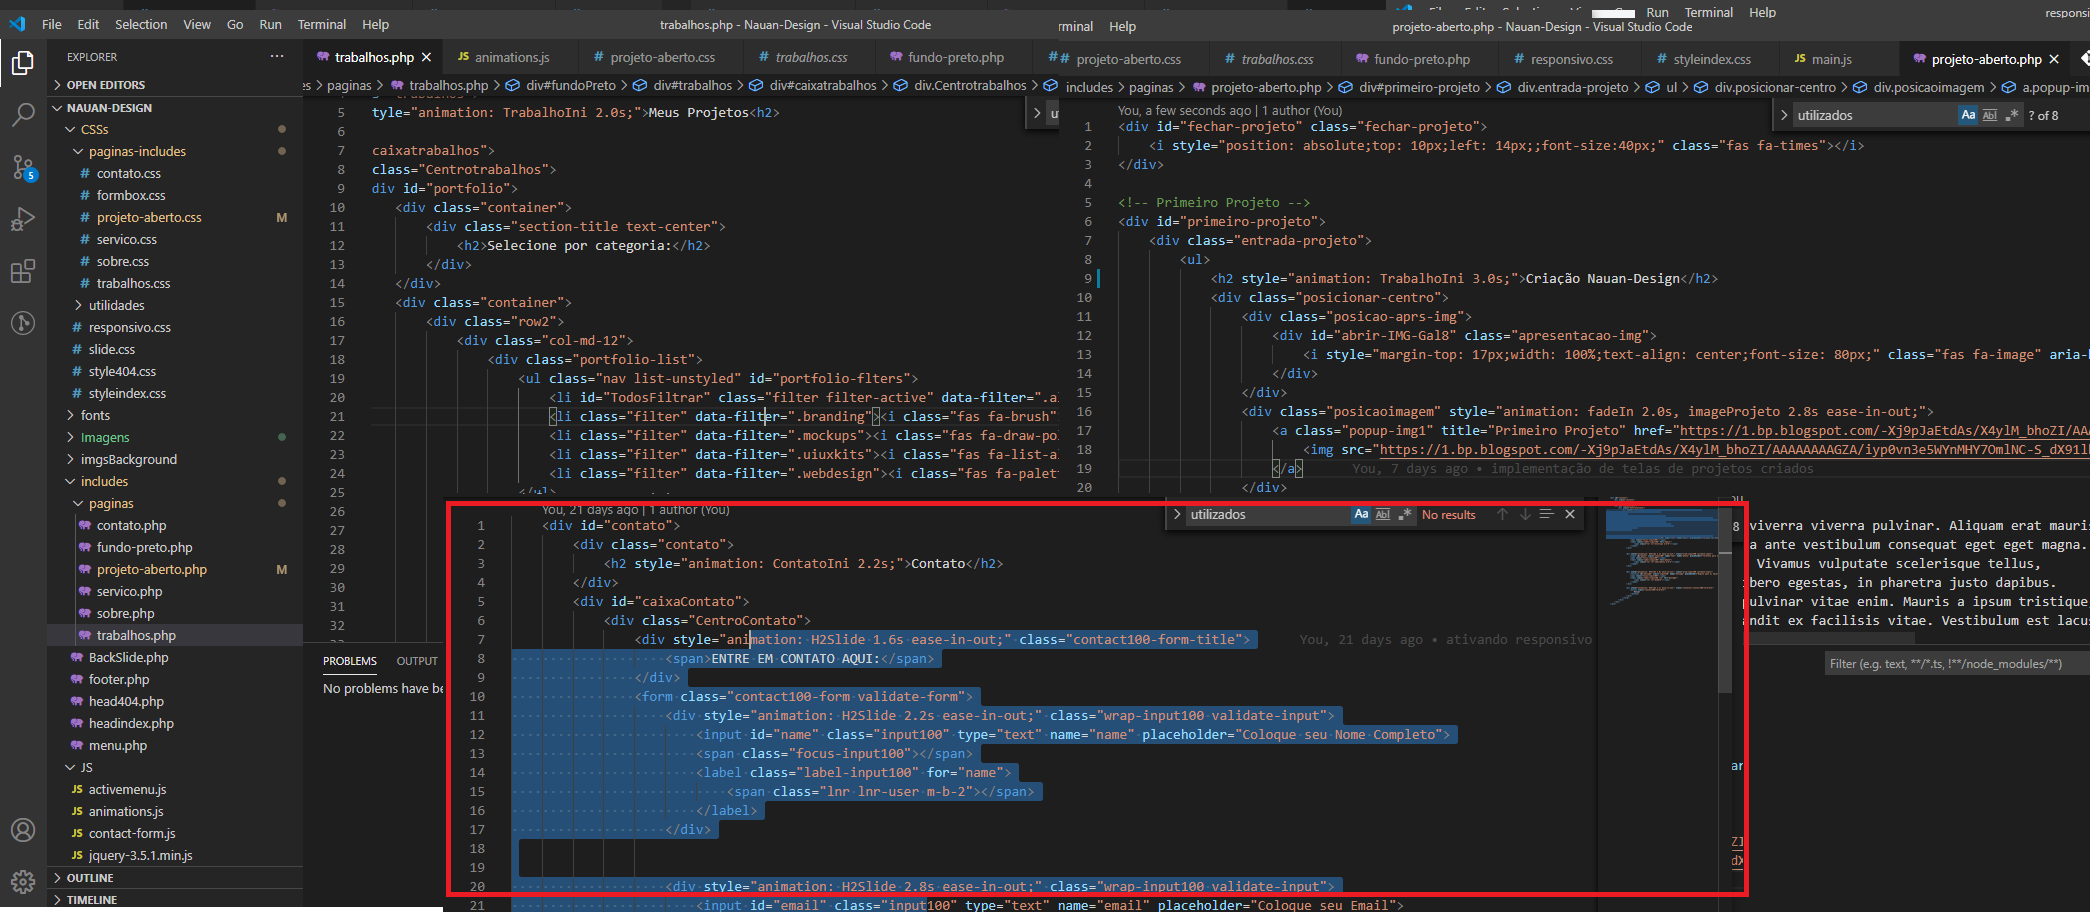 File Edit Selection View Go Run Terminal Help
trabalhos.php - Nauan-Design - Visual Studio Code
rminal Help
Run Terminal Help
projeto-aberto.php - Nauan-Design - Visual Studio Code
responsi
EXPLORER
OPEN EDITORS
NAUAN-DESIGN
CSSs
paginas-includes
# contato.css
# formbox.css
# projeto-aberto.css M
# servico.css
# sobre.css
# trabalhos.css
utilidades
# responsivo.css
# slide.css
# style404.css
# styleindex.css
fonts
Imagens
imgsBackground
includes
paginas
contato.php
fundo-preto.php
projeto-aberto.php M
servico.php
sobre.php
trabalhos.php
BackSlide.php
footer.php
head404.php
headindex.php
menu.php
JS
JS activemenu.js
JS animations.js
JS contact-form.js
JS jquery-3.5.1.min.js
OUTLINE
TIMELINE
5
trabalhos.php JS animations.js # projeto-aberto.css # trabalhos.css fundo-preto.php
es > paginas > trabalhos.php > div#fundoPreto > div#trabalhos > div#caixatrabalhos > div.Centrotrabalhos >
5 tyle="animation: TrabalhoIni 2.0s;">Meus Projetos<h2>
6
7 caixatrabalhos">
8 class="Centrotrabalhos">
9 div id="portfolio">
10 <div class="container">
11 <div class="section-title text-center">
12 <h2>Selecione por categoria:</h2>
13 </div>
14 </div>
15 <div class="container">
16 <div class="row2">
17 <div class="col-md-12">
18 <div class="portfolio-list">
19 <ul class="nav list-unstyled" id="portfolio-flters">
20 <li id="TodosFiltrar" class="filter filter-active" data-filter=".a
21 <li class="filter" data-filter=".branding"><i class="fas fa-brush"
22 <li class="filter" data-filter=".mockups"><i class="fas fa-draw-po
23 <li class="filter" data-filter=".uiuxkits"><i class="fas fa-list-a
24 <li class="filter" data-filter=".webdesign"><i class="fas fa-palet
25 </ul>
26
27
28
29
30
31
32
PROBLEMS OUTPUT
No problems have be
## projeto-aberto.css # trabalhos.css fundo-preto.php # responsivo.css # styleindex.css JS main.js projeto-aberto.php
includes > paginas > projeto-aberto.php > div#primeiro-projeto > div.entrada-projeto > ul > div.posicionar-centro > div.posicaoimagem > a.popup-im
utilizados Aa Abl .* ? of 8
You, a few seconds ago | 1 author (You)
1 <div id="fechar-projeto" class="fechar-projeto">
2 <i style="position: absolute;top: 10px;left: 14px;;font-size:40px;" class="fas fa-times"></i>
3 </div>
4
5 <!-- Primeiro Projeto -->
6 <div id="primeiro-projeto">
7 <div class="entrada-projeto">
8 <ul>
9 <h2 style="animation: TrabalhoIni 3.0s;">Criação Nauan-Design</h2>
10 <div class="posicionar-centro">
11 <div class="posicao-aprs-img">
12 <div id="abrir-IMG-Gal8" class="apresentacao-img">
13 <i style="margin-top: 17px;width: 100%;text-align: center;font-size: 80px;" class="fas fa-image" aria-
14 </div>
15 </div>
16 <div class="posicaoimagem" style="animation: fadeIn 2.0s, imageProjeto 2.8s ease-in-out;">
17 <a class="popup-img1" title="Primeiro Projeto" href="https://1.bp.blogspot.com/-Xj9pJaEtdAs/X4ylM_bhoZI/AAA
18 <img src="https://1.bp.blogspot.com/-Xj9pJaEtdAs/X4ylM_bhoZI/AAAAAAAAGZA/iyp0vn3e5WYnMHY7OmlNC-S_dX91l
19 </a> You, 7 days ago • implementação de telas de projetos criados
20 </div>
You, 21 days ago | 1 author (You)
utilizados Aa Abl .* No results
1 <div id="contato">
2 <div class="contato">
3 <h2 style="animation: ContatoIni 2.2s;">Contato</h2>
4 </div>
5 <div id="caixaContato">
6 <div class="CentroContato">
7 <div style="animation: H2Slide 1.6s ease-in-out;" class="contact100-form-title"> You, 21 days ago • ativando responsivo
8 <span>ENTRE EM CONTATO AQUI:</span>
9 </div>
10 <form class="contact100-form validate-form">
11 <div style="animation: H2Slide 2.2s ease-in-out;" class="wrap-input100 validate-input">
12 <input id="name" class="input100" type="text" name="name" placeholder="Coloque seu Nome Completo">
13 <span class="focus-input100"></span>
14 <label class="label-input100" for="name">
15 <span class="lnr lnr-user m-b-2"></span>
16 </label>
17 </div>
18
19
20 <div style="animation: H2Slide 2.8s ease-in-out;" class="wrap-input100 validate-input">
21 <input id="email" class="input100" type="text" name="email" placeholder="Coloque seu Email">
8 viverra viverra pulvinar. Aliquam erat mauris
a ante vestibulum consequat eget eget magna.
Vivamus vulputate scelerisque tellus,
ibero egestas, in pharetra justo dapibus.
pulvinar vitae enim. Mauris a ipsum tristique,
andit ex facilisis vitae. Vestibulum est lacus
Filter (e.g. text, **/*.ts, !**/node_modules/**)
ar
ZI
dX